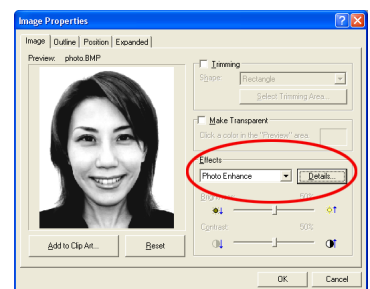 Image Properties
Image Outline Position Expanded
Preview: photo.BMP
Trimming
Shape: Rectangle
Select Trimming Area...
Make Transparent
Click a color in the "Preview" area
Effects
Photo Enhance Details...
50%
Contrast: 50%
Add to Clip Art... Reset
OK Cancel